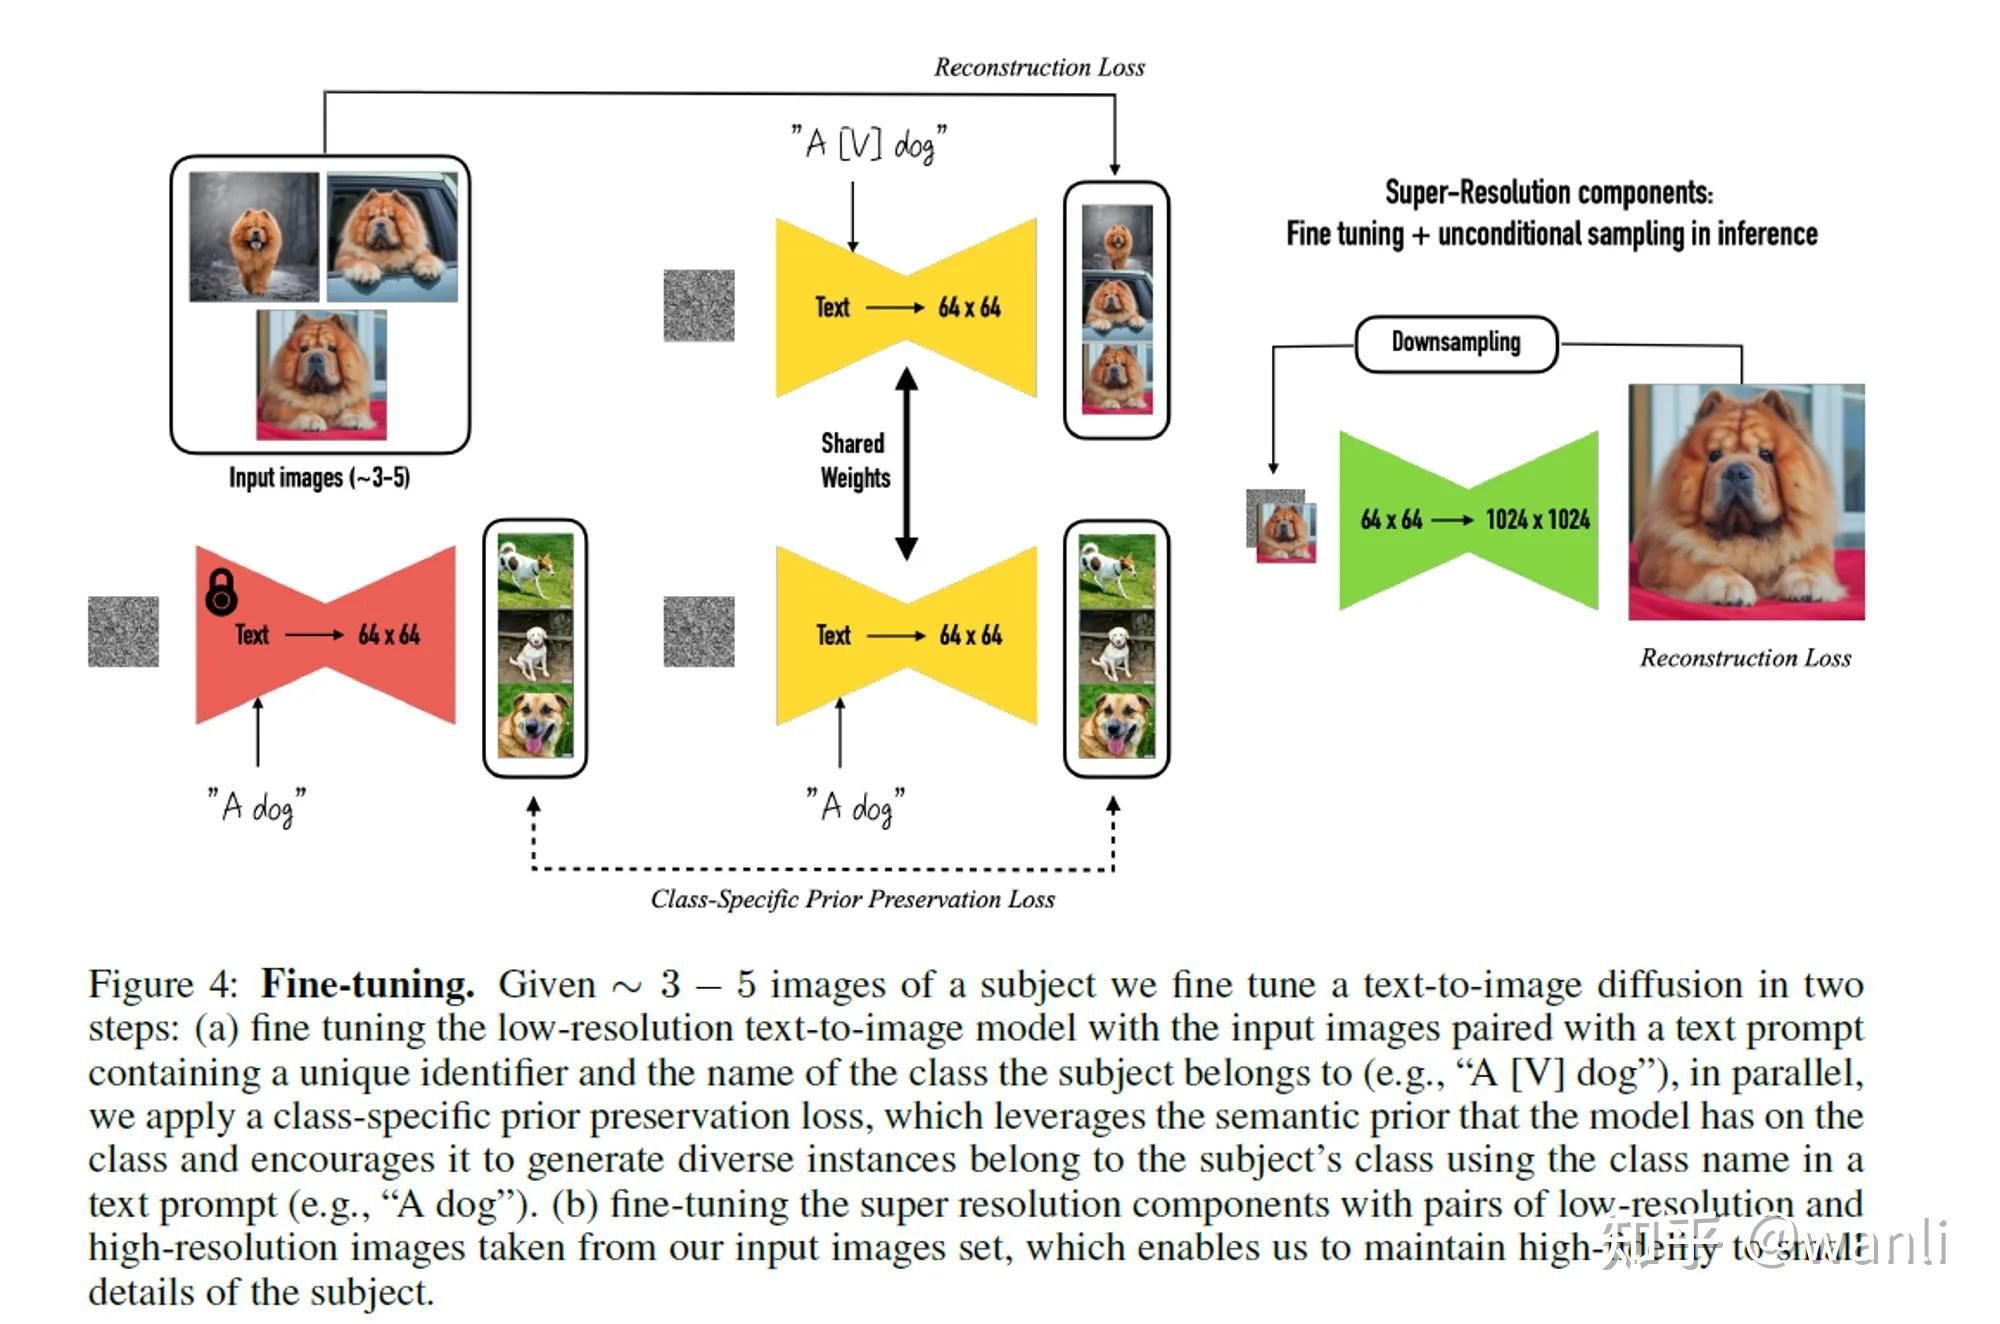 Reconstruction Loss
"A [V] dog"
Super-Resolution components:
Fine tuning + unconditional sampling in inference
Text → 64 x 64
Downsampling
Shared
Weights
Input images (~3-5)
64 x 64 → 1024 x 1024
Text → 64 x 64
Text → 64 x 64
Reconstruction Loss
"A dog"
"A dog"
Class-Specific Prior Preservation Loss
Figure 4: Fine-tuning. Given ∼ 3 − 5 images of a subject we fine tune a text-to-image diffusion in two
steps: (a) fine tuning the low-resolution text-to-image model with the input images paired with a text prompt
containing a unique identifier and the name of the class the subject belongs to (e.g., “A [V] dog”), in parallel,
we apply a class-specific prior preservation loss, which leverages the semantic prior that the model has on the
class and encourages it to generate diverse instances belong to the subject’s class using the class name in a
text prompt (e.g., “A dog”). (b) fine-tuning the super resolution components with pairs of low-resolution and
high-resolution images taken from our input images set, which enables us to maintain high-fidelity to small
details of the subject.
知乎 @wanli